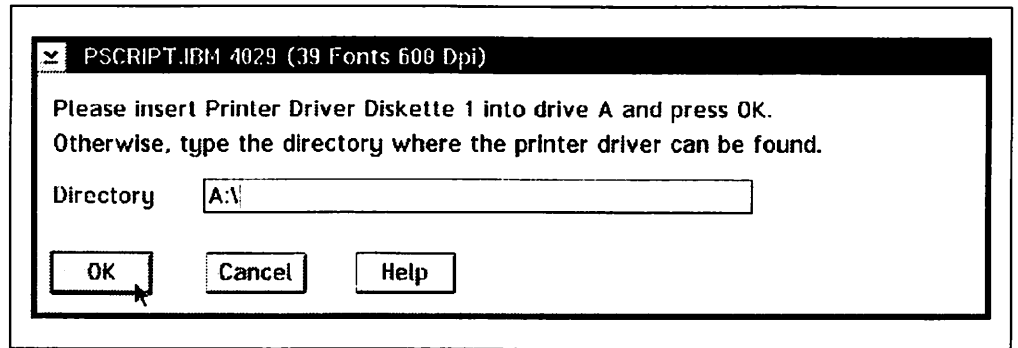 PSCRIPT.IBM 4029 (39 Fonts 600 Dpi)
Please insert Printer Driver Diskette 1 into drive A and press OK.
Otherwise, type the directory where the printer driver can be found.
Directory A:\
OK Cancel Help